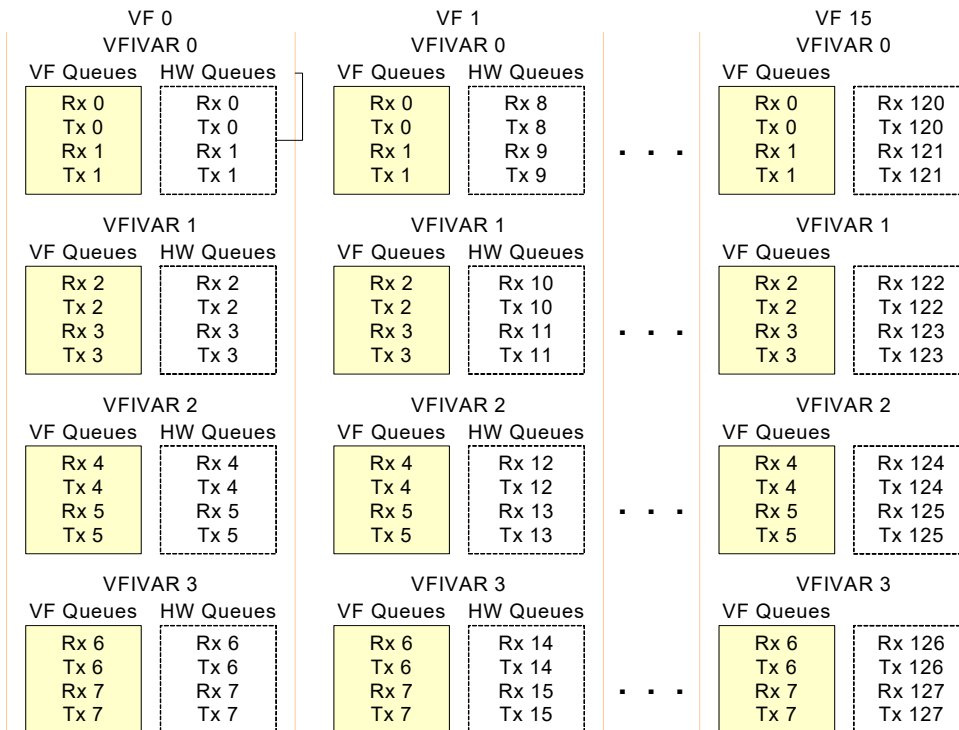 VF 0
VFIVAR 0
VF Queues HW Queues
Rx 0
Tx 0
Rx 1
Tx 1
Rx 0
Tx 0
Rx 1
Tx 1
VFIVAR 1
VF Queues HW Queues
Rx 2
Tx 2
Rx 3
Tx 3
Rx 2
Tx 2
Rx 3
Tx 3
VFIVAR 2
VF Queues HW Queues
Rx 4
Tx 4
Rx 5
Tx 5
Rx 4
Tx 4
Rx 5
Tx 5
VFIVAR 3
VF Queues HW Queues
Rx 6
Tx 6
Rx 7
Tx 7
Rx 6
Tx 6
Rx 7
Tx 7
VF 1
VFIVAR 0
VF Queues HW Queues
Rx 0
Tx 0
Rx 1
Tx 1
Rx 8
Tx 8
Rx 9
Tx 9
VFIVAR 1
VF Queues HW Queues
Rx 2
Tx 2
Rx 3
Tx 3
Rx 10
Tx 10
Rx 11
Tx 11
VFIVAR 2
VF Queues HW Queues
Rx 4
Tx 4
Rx 5
Tx 5
Rx 12
Tx 12
Rx 13
Tx 13
VFIVAR 3
VF Queues HW Queues
Rx 6
Tx 6
Rx 7
Tx 7
Rx 14
Tx 14
Rx 15
Tx 15
. . .
. . .
. . .
. . .
VF 15
VFIVAR 0
VF Queues
Rx 0
Tx 0
Rx 1
Tx 1
Rx 120
Tx 120
Rx 121
Tx 121
VFIVAR 1
VF Queues
Rx 2
Tx 2
Rx 3
Tx 3
Rx 122
Tx 122
Rx 123
Tx 123
VFIVAR 2
VF Queues
Rx 4
Tx 4
Rx 5
Tx 5
Rx 124
Tx 124
Rx 125
Tx 125
VFIVAR 3
VF Queues
Rx 6
Tx 6
Rx 7
Tx 7
Rx 126
Tx 126
Rx 127
Tx 127